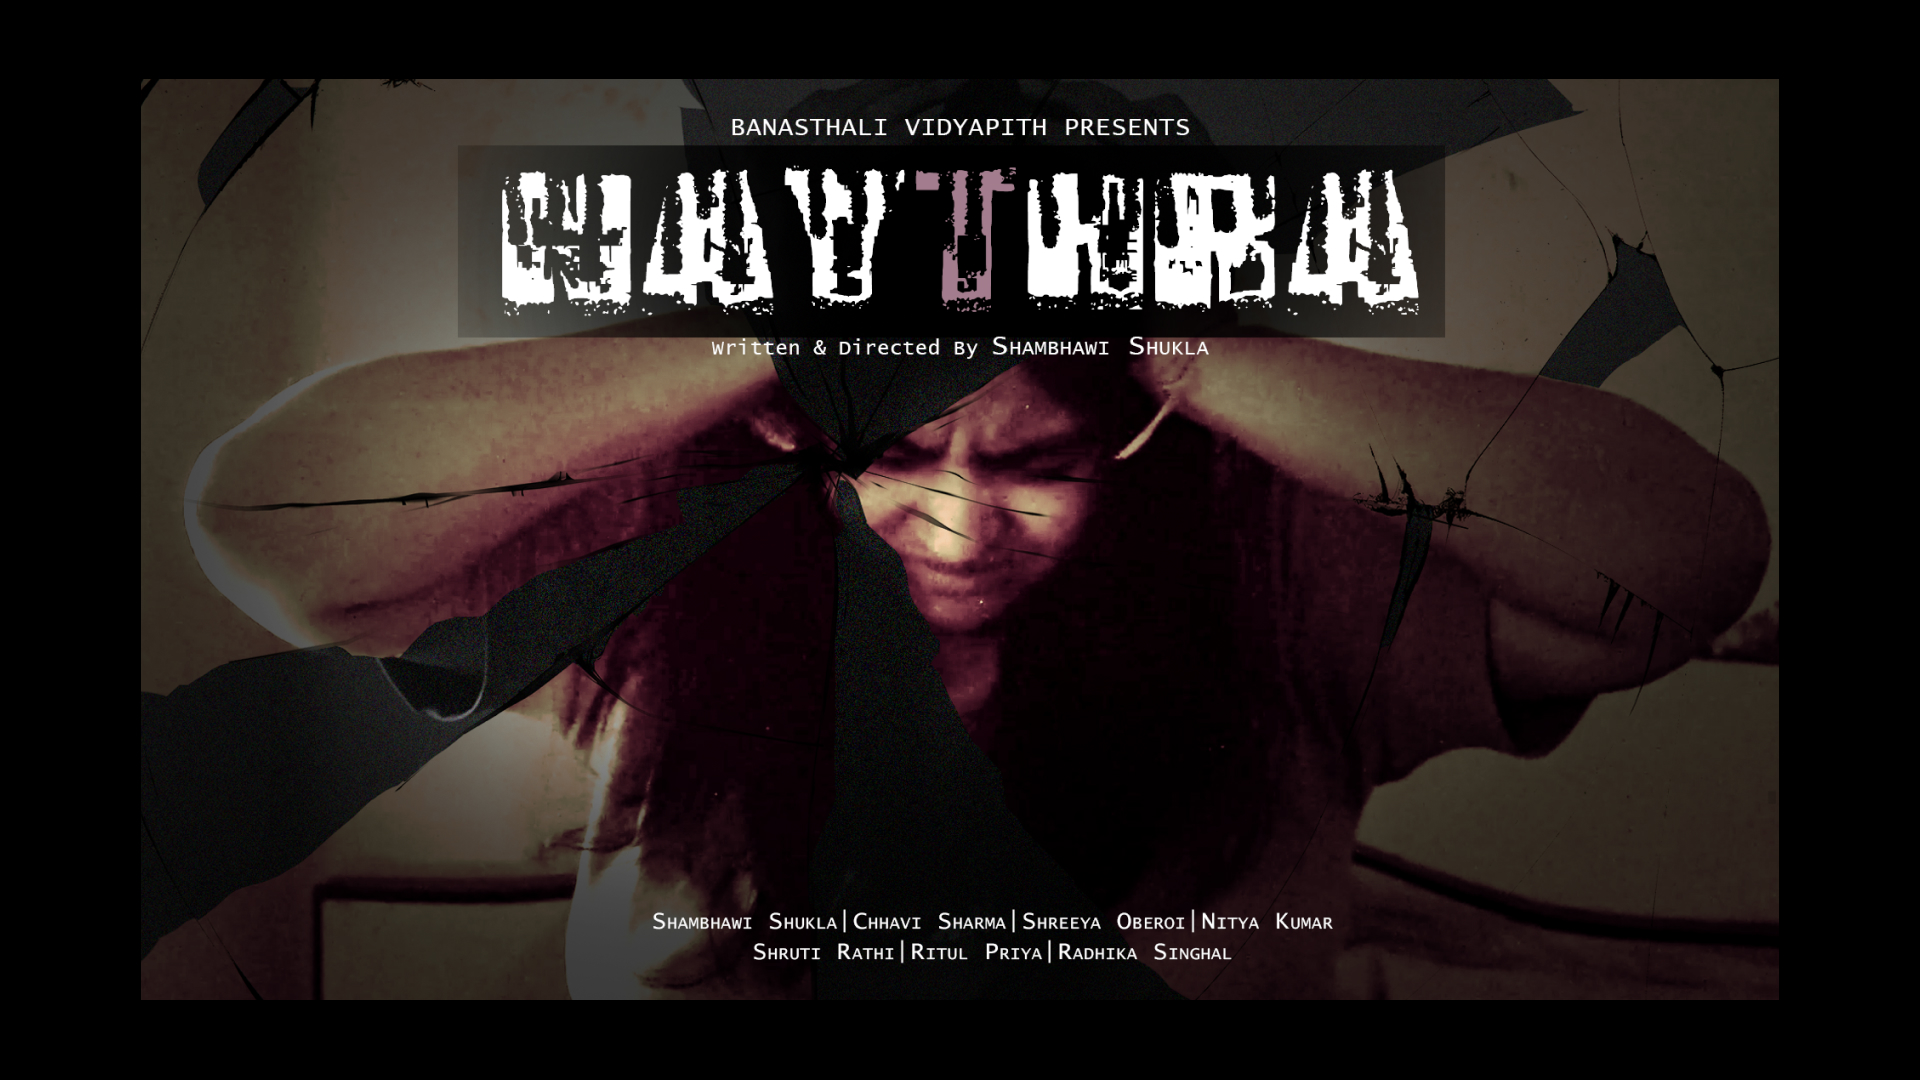 BANASTHALI VIDYAPITH PRESENTS
Written & Directed By SHAMBHAWI SHUKLA
SHAMBHAWI SHUKLA|CHHAVI SHARMA|SHREEYA OBEROI|NITYA KUMAR
SHRUTI RATHI|RITUL PRIYA|RADHIKA SINGHAL